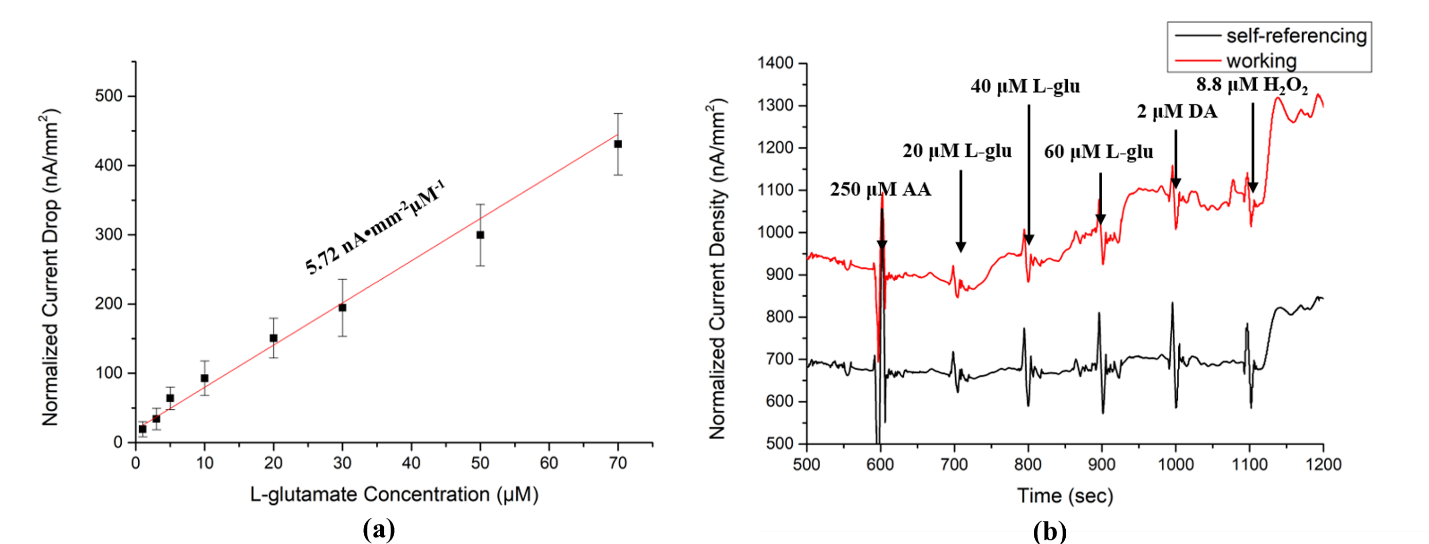 Normalized Current Drop (nA/mm²)
500
400
300
200
100
0
5.72 nA•mm⁻²µM⁻¹
0 10 20 30 40 50 60 70
L-glutamate Concentration (µM)
(a)
self-referencing
working
Normalized Current Density (nA/mm²)
1400
1300
1200
1100
1000
900
800
700
600
500
8.8 µM H₂O₂
40 µM L-glu
2 µM DA
20 µM L-glu
60 µM L-glu
250 µM AA
500 600 700 800 900 1000 1100 1200
Time (sec)
(b)